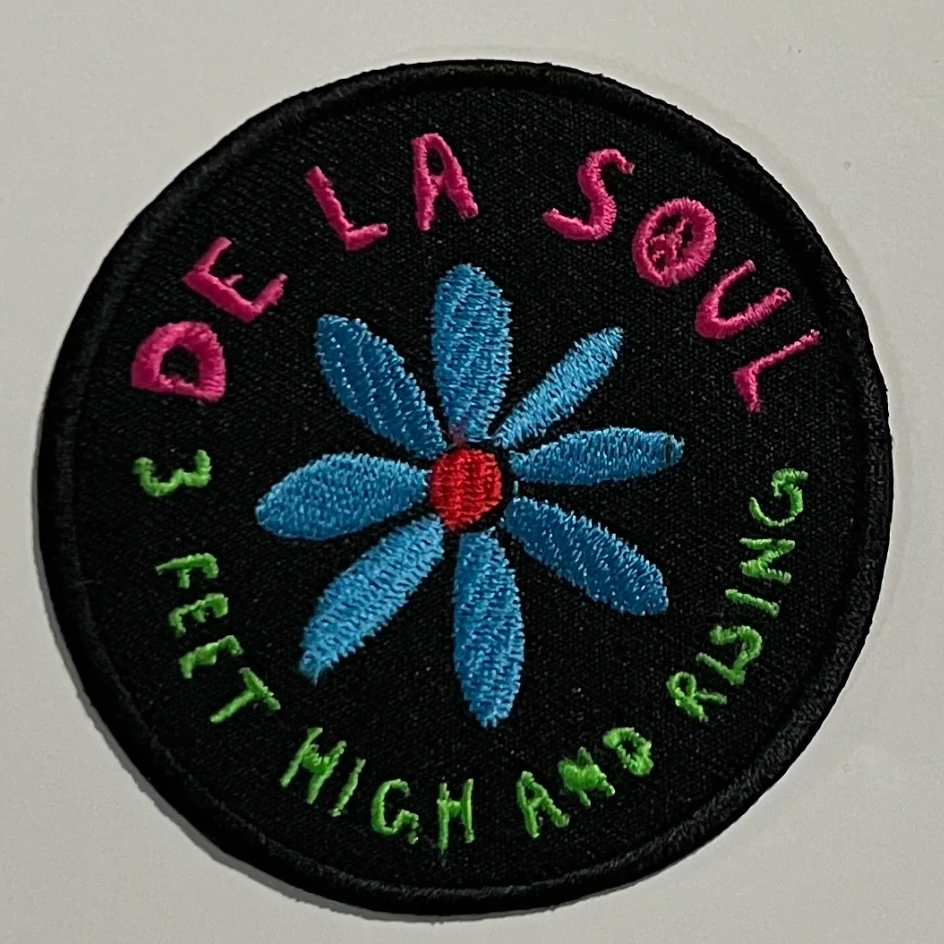 DE LA SOUL
3 FEET HIGH AND RISING